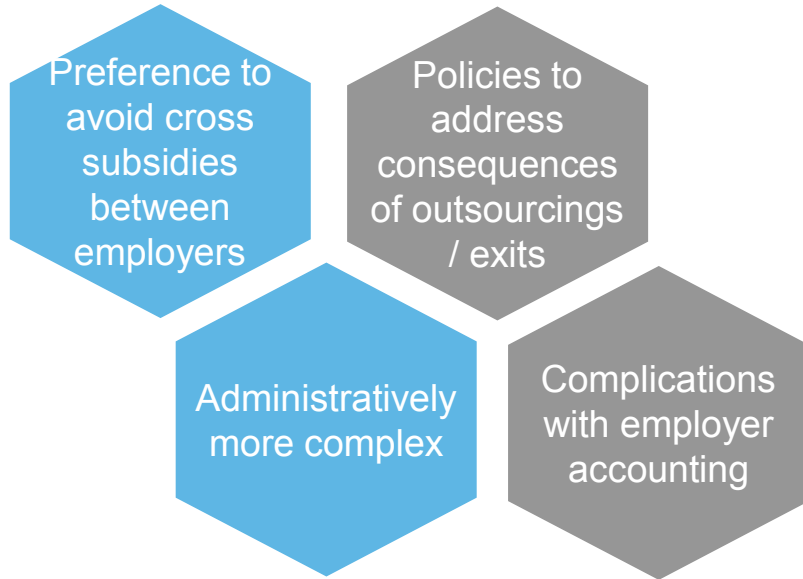 Preference to
avoid cross
subsidies
between
employers
Policies to
address
consequences
of outsourcings
/ exits
Administratively
more complex
Complications
with employer
accounting